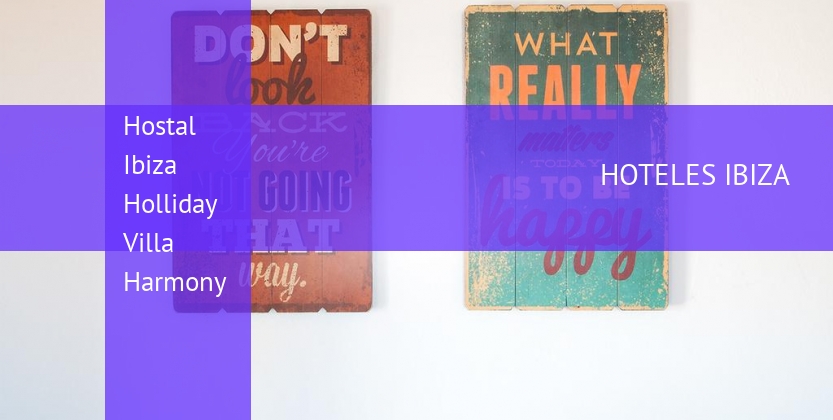 DON'T
look
BACK
You're
NOT GOING
THAT
way.
WHAT
REALLY
matters
TODAY
IS TO BE
happy
Hostal
Ibiza
Holliday
Villa
Harmony
HOTELES IBIZA